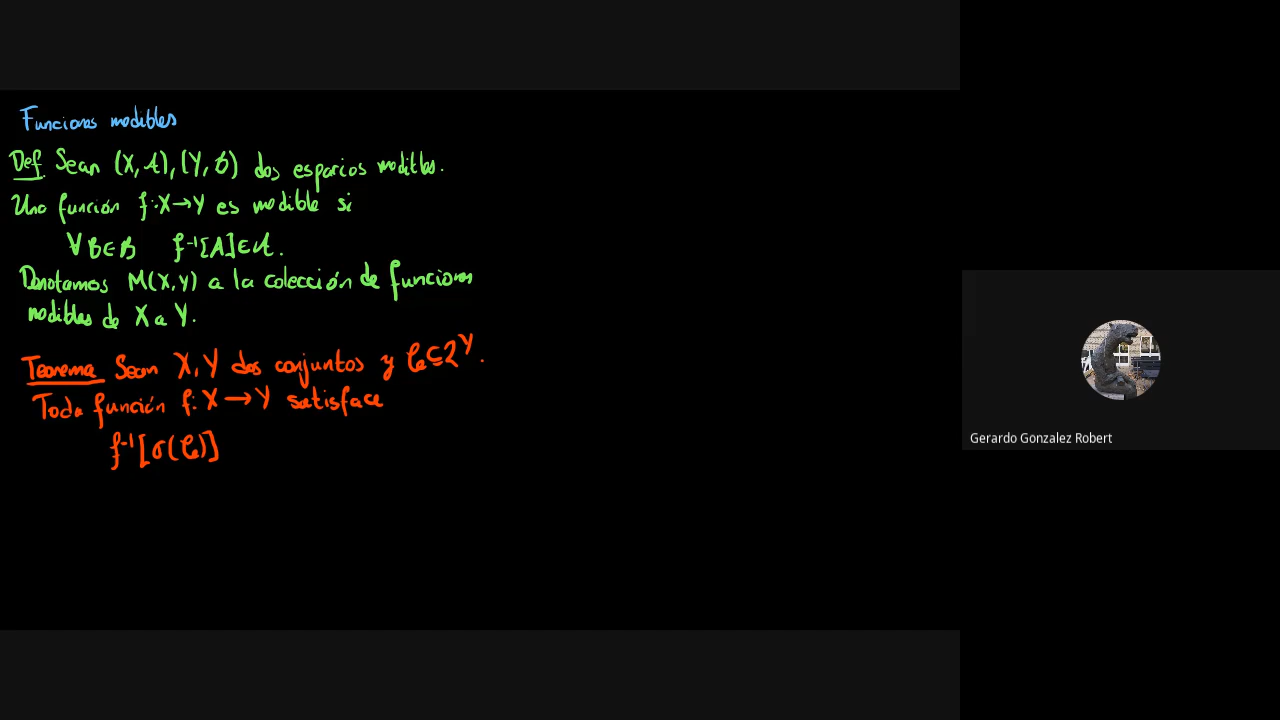 Funciones medibles
Def. Sean (X, 𝒜), (Y, ℬ) dos espacios medibles.
Una función f: X → Y es medible si
∀ B ∈ ℬ f⁻¹[A] ∈ 𝒜.
Denotamos M(X, Y) a la colección de funciones
medibles de X a Y.
Teorema Sean X, Y dos conjuntos y 𝒞 ⊆ 2^Y.
Toda función f: X → Y satisface
f⁻¹[σ(𝒞)]
Gerardo Gonzalez Robert